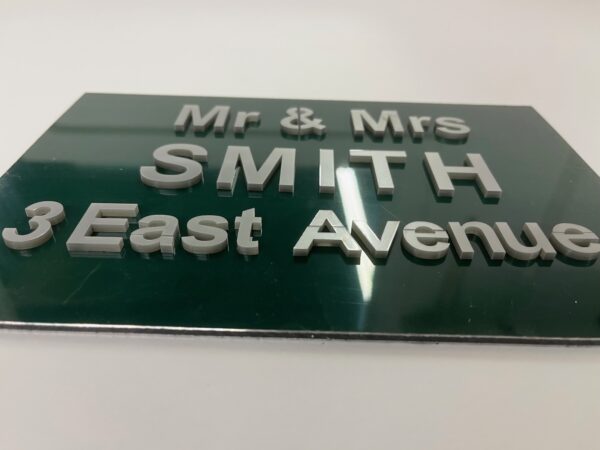 Mr & Mrs
SMITH
3 East Avenue